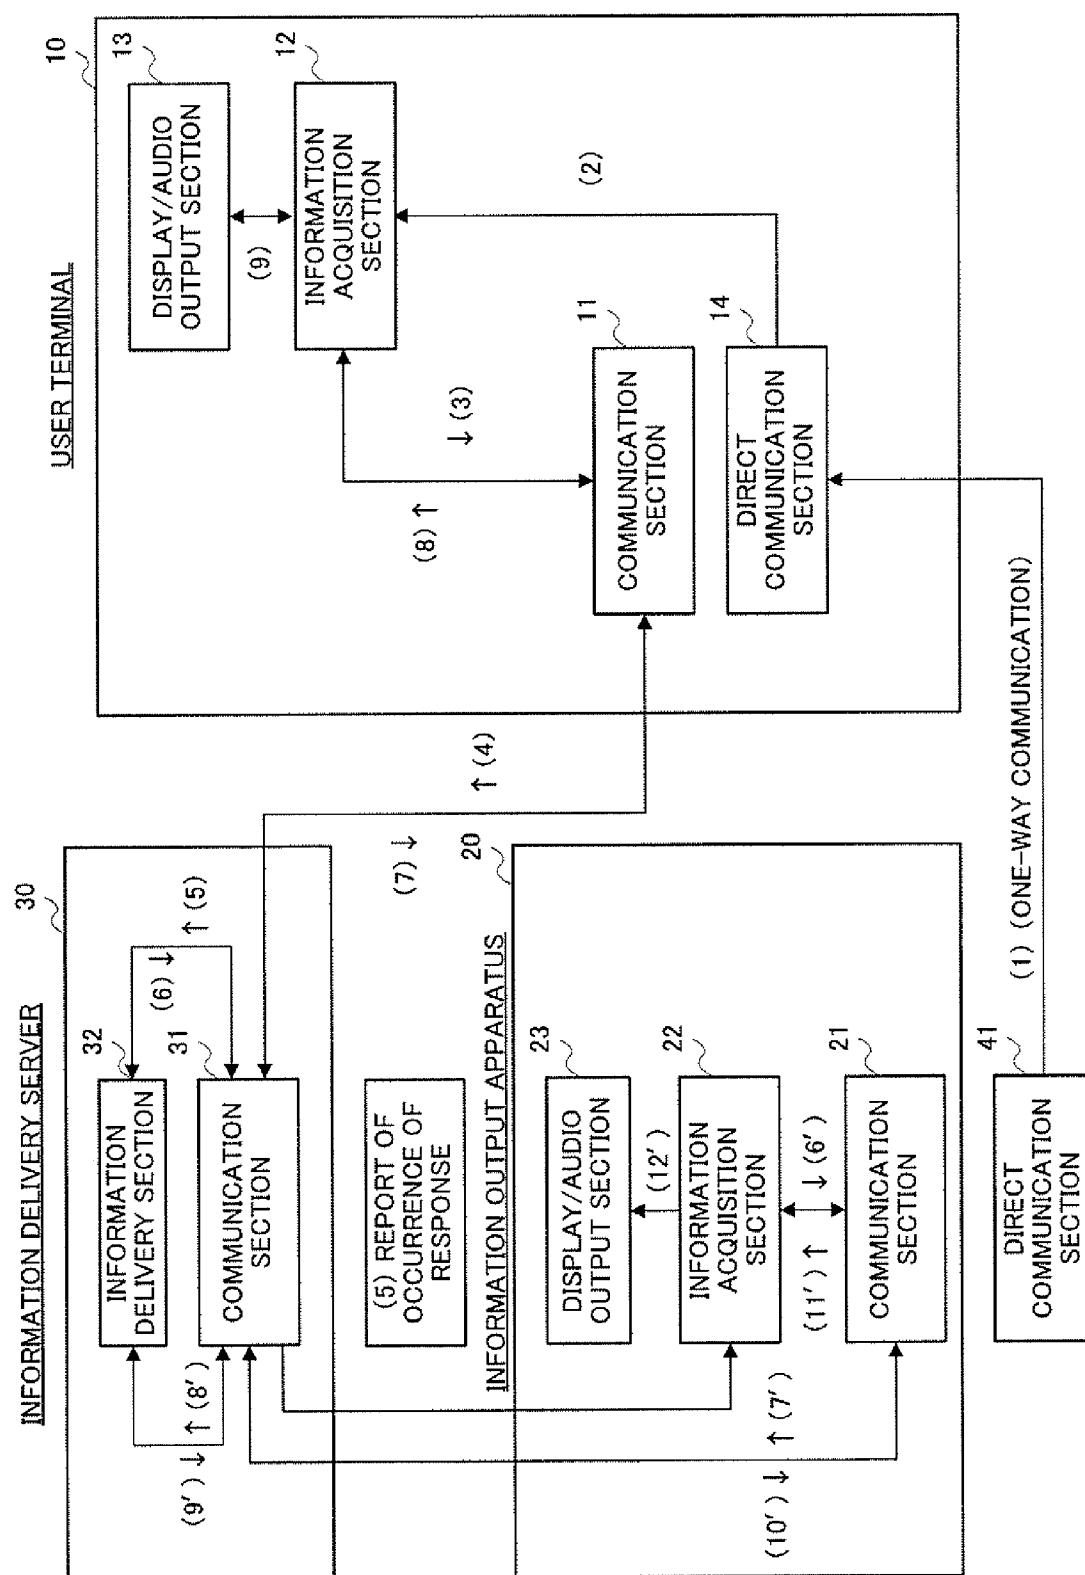 INFORMATION DELIVERY SERVER
30
INFORMATION
DELIVERY SECTION
32
COMMUNICATION
SECTION
31
(6)↓ ↑(5)
(9′)↓ ↑(8′)
(5) REPORT OF
OCCURRENCE OF
RESPONSE
(7)↓ ↑(4)
INFORMATION OUTPUT APPARATUS
20
DISPLAY/AUDIO
OUTPUT SECTION
23
(12′)
INFORMATION
ACQUISITION
SECTION
22
(11′)↑ ↓(6′)
COMMUNICATION
SECTION
21
(10′)↓ ↑(7′)
DIRECT
COMMUNICATION
SECTION
41
(1) (ONE-WAY COMMUNICATION)
USER TERMINAL
10
DISPLAY/AUDIO
OUTPUT SECTION
13
(9)
INFORMATION
ACQUISITION
SECTION
12
(8)↑ ↓(3)
(2)
COMMUNICATION
SECTION
11
DIRECT
COMMUNICATION
SECTION
14